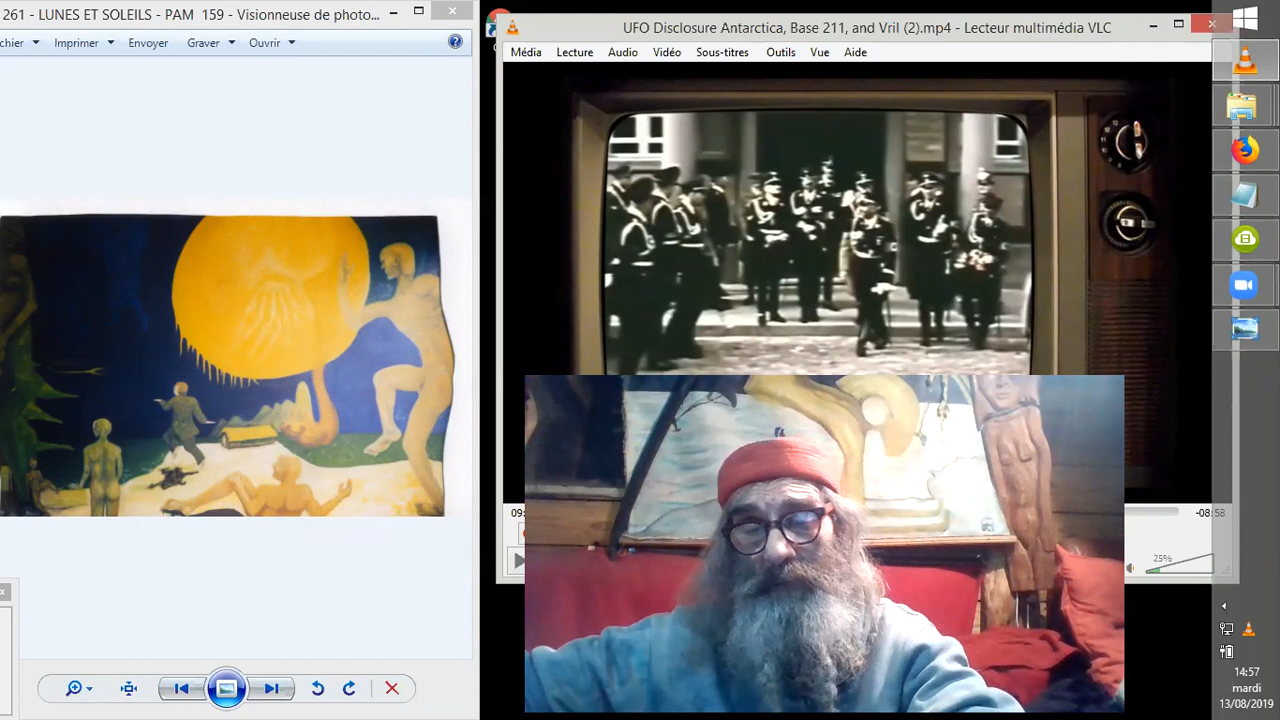 261 - LUNES ET SOLEILS - PAM 159 - Visionneuse de photo...
chier Imprimer Envoyer Graver Ouvrir
UFO Disclosure Antarctica, Base 211, and Vril (2).mp4 - Lecteur multimédia VLC
Média Lecture Audio Vidéo Sous-titres Outils Vue Aide
09:
-08:58
25%
14:57
mardi
13/08/2019